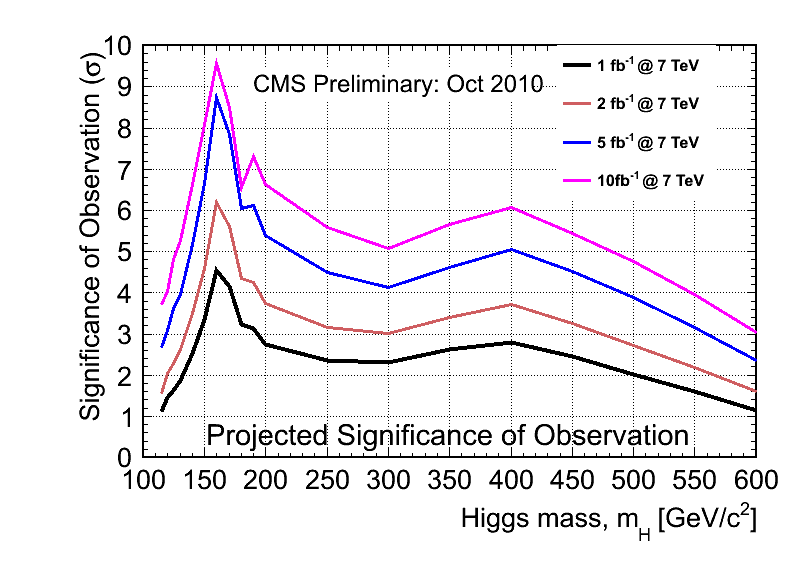 CMS Preliminary: Oct 2010
1 fb⁻¹ @ 7 TeV
2 fb⁻¹ @ 7 TeV
5 fb⁻¹ @ 7 TeV
10fb⁻¹ @ 7 TeV
Significance of Observation (σ)
10
9
8
7
6
5
4
3
2
1
0
Projected Significance of Observation
100 150 200 250 300 350 400 450 500 550 600
Higgs mass, m_H [GeV/c²]